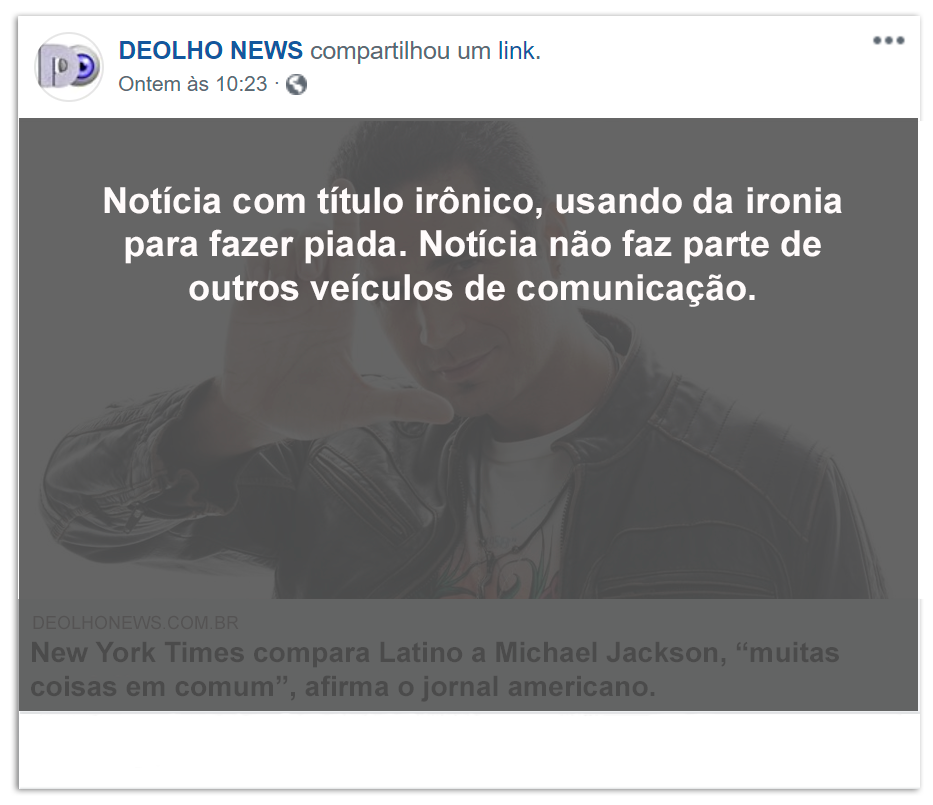 DEOLHO NEWS compartilhou um link.
Ontem às 10:23 ·
Notícia com título irônico, usando da ironia
para fazer piada. Notícia não faz parte de
outros veículos de comunicação.
DEOLHONEWS.COM.BR
New York Times compara Latino a Michael Jackson, “muitas
coisas em comum”, afirma o jornal americano.